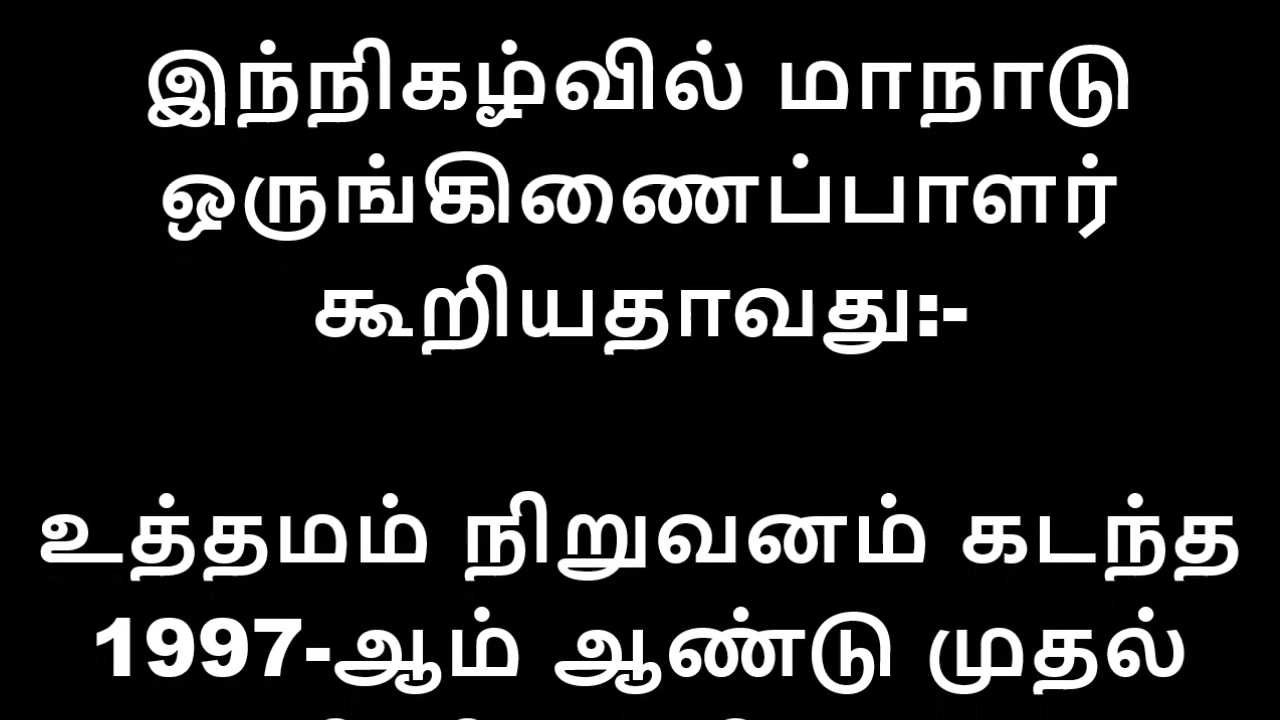 இந்நிகழ்வில் மாநாடு
ஒருங்கிணைப்பாளர்
கூறியதாவது:-
உத்தமம் நிறுவனம் கடந்த
1997-ஆம் ஆண்டு முதல்